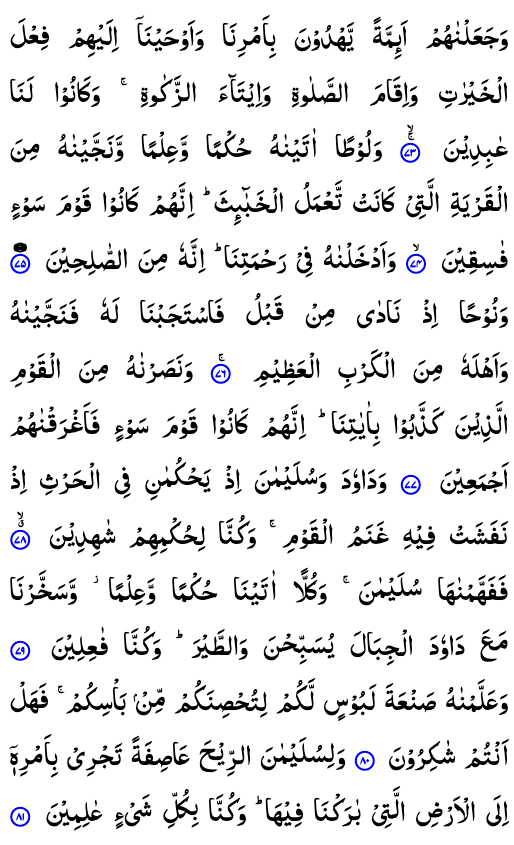 وَجَعَلْنٰهُمْ اَىِٕمَّةً يَّهْدُوْنَ بِاَمْرِنَا وَاَوْحَيْنَاۤ اِلَيْهِمْ فِعْلَ
الْخَيْرٰتِ وَاِقَامَ الصَّلٰوةِ وَاِيْتَآءَ الزَّكٰوةِ ۚ وَكَانُوْا لَنَا
عٰبِدِيْنَ ۙۚ‏ ﴿۷۳﴾ وَلُوْطًا اٰتَيْنٰهُ حُكْمًا وَّعِلْمًا وَّنَجَّيْنٰهُ مِنَ
الْقَرْيَةِ الَّتِىْ كَانَتْ تَّعْمَلُ الْخَبٰٓٮِٕثَ‌ؕ اِنَّهُمْ كَانُوْا قَوْمَ سَوْءٍ
فٰسِقِيْنَۙ‏ ﴿۷۴﴾ وَاَدْخَلْنٰهُ فِىْ رَحْمَتِنَا ؕ اِنَّهٗ مِنَ الصّٰلِحِيْنَ ﴿۷۵﴾
وَنُوْحًا اِذْ نَادٰى مِنْ قَبْلُ فَاسْتَجَبْنَا لَهٗ فَنَجَّيْنٰهُ
وَاَهْلَهٗ مِنَ الْكَرْبِ الْعَظِيْمِ‌ۚ‏ ﴿۷۶﴾ وَنَصَرْنٰهُ مِنَ الْقَوْمِ
الَّذِيْنَ كَذَّبُوْا بِاٰيٰتِنَا ؕ اِنَّهُمْ كَانُوْا قَوْمَ سَوْءٍ فَاَغْرَقْنٰهُمْ
اَجْمَعِيْنَ ﴿۷۷﴾ وَدَاوٗدَ وَسُلَيْمٰنَ اِذْ يَحْكُمٰنِ فِى الْحَرْثِ اِذْ
نَفَشَتْ فِيْهِ غَنَمُ الْقَوْمِ‌ۚ وَكُنَّا لِحُكْمِهِمْ شٰهِدِيْنَ ۙۗ‏ ﴿۷۸﴾
فَفَهَّمْنٰهَا سُلَيْمٰنَ‌ۚ وَكُلًّا اٰتَيْنَا حُكْمًا وَّعِلْمًا‌ ؗ وَّسَخَّرْنَا
مَعَ دَاوٗدَ الْجِبَالَ يُسَبِّحْنَ وَالطَّيْرَ‌ ؕ وَكُنَّا فٰعِلِيْنَ‏ ﴿۷۹﴾
وَعَلَّمْنٰهُ صَنْعَةَ لَبُوْسٍ لَّكُمْ لِتُحْصِنَكُمْ مِّنْۢ بَاْسِكُمْ‌ۚ فَهَلْ
اَنْتُمْ شٰكِرُوْنَ‏ ﴿۸۰﴾ وَلِسُلَيْمٰنَ الرِّيْحَ عَاصِفَةً تَجْرِىْ بِاَمْرِهٖۤ
اِلَى الْاَرْضِ الَّتِىْ بٰرَكْنَا فِيْهَا‌ؕ وَكُنَّا بِكُلِّ شَىْءٍ عٰلِمِيْنَ‏ ﴿۸۱﴾